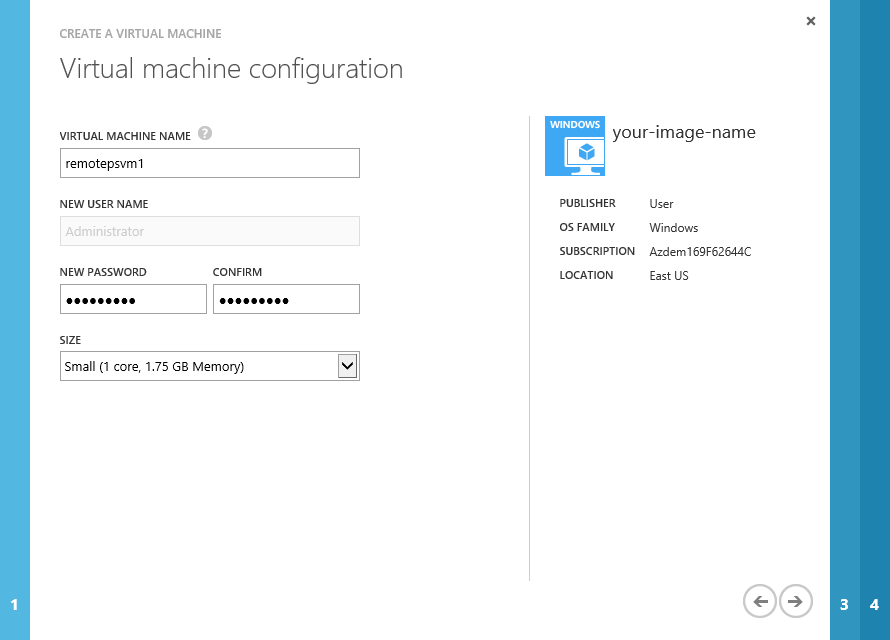 CREATE A VIRTUAL MACHINE
Virtual machine configuration
VIRTUAL MACHINE NAME ?
remotepsvm1
NEW USER NAME
Administrator
NEW PASSWORD CONFIRM
●●●●●●●●● ●●●●●●●●●
SIZE
Small (1 core, 1.75 GB Memory)
WINDOWS
your-image-name
PUBLISHER User
OS FAMILY Windows
SUBSCRIPTION Azdem169F62644C
LOCATION East US
1
3 4